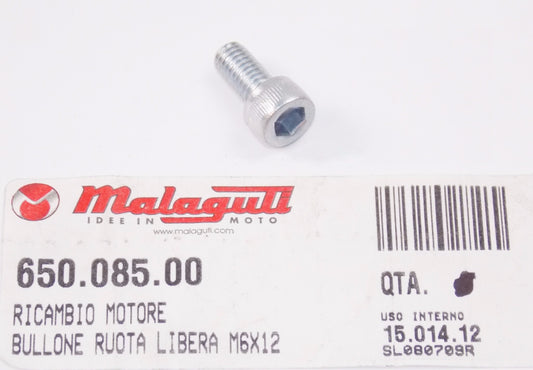 Malaguti
IDEE IN MOTO
www.malaguti.com
650.085.00
RICAMBIO MOTORE
BULLONE RUOTA LIBERA M6X12
QTA.
USO INTERNO
15.014.12
SL080709R